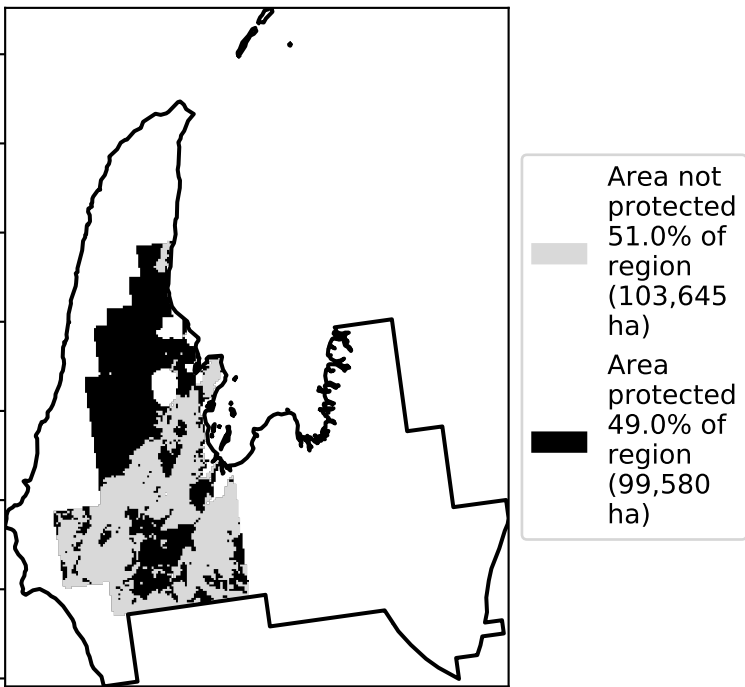 Area not
protected
51.0% of
region
(103,645
ha)
Area
protected
49.0% of
region
(99,580
ha)